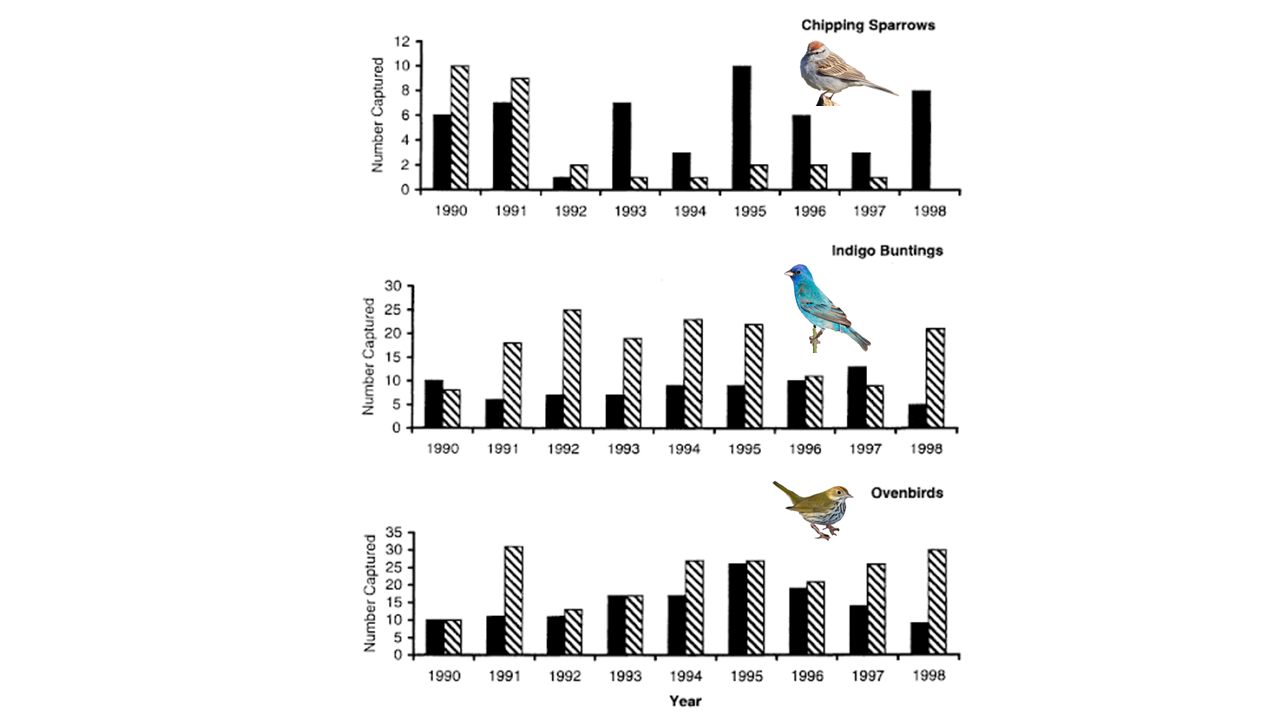 Chipping Sparrows
Number Captured
12
10
8
6
4
2
0
1990 1991 1992 1993 1994 1995 1996 1997 1998
Indigo Buntings
Number Captured
30
25
20
15
10
5
0
1990 1991 1992 1993 1994 1995 1996 1997 1998
Ovenbirds
Number Captured
35
30
25
20
15
10
5
0
1990 1991 1992 1993 1994 1995 1996 1997 1998
Year